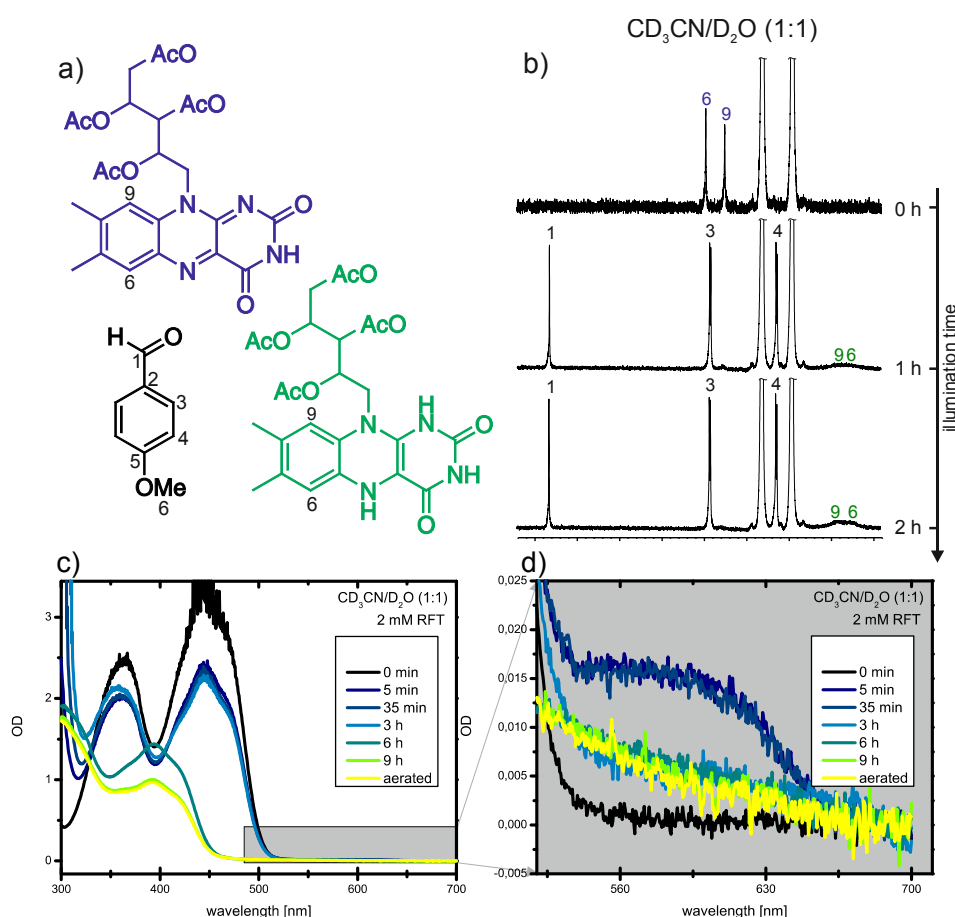 CD3CN/D2O (1:1)
a)
AcO
AcO
AcO
AcO
9
N
N
O
NH
6
N
O
b)
6
9
0 h
1
3
4
9 6
1 h
1
3
4
9 6
2 h
illumination time
H
O
1
2
3
4
5
OMe
6
AcO
AcO
AcO
AcO
9
N
H
N
O
NH
6
N
H
O
c)
CD3CN/D2O (1:1)
2 mM RFT
0 min
5 min
35 min
3 h
6 h
9 h
aerated
OD
3
2
1
0
300
400
500
600
700
wavelength [nm]
d)
CD3CN/D2O (1:1)
2 mM RFT
0 min
5 min
35 min
3 h
6 h
9 h
aerated
OD
0,025
0,020
0,015
0,010
0,005
0,000
-0,005
560
630
700
wavelength [nm]